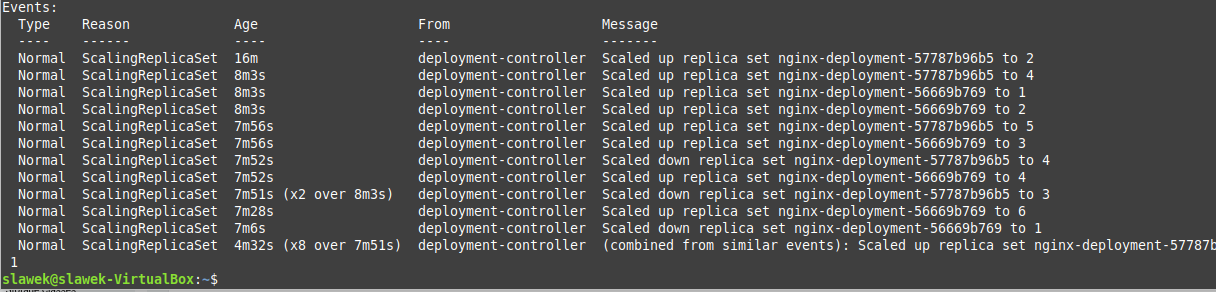 Events:
Type Reason Age From Message
---- ------ ---- ---- -------
Normal ScalingReplicaSet 16m deployment-controller Scaled up replica set nginx-deployment-57787b96b5 to 2
Normal ScalingReplicaSet 8m3s deployment-controller Scaled up replica set nginx-deployment-57787b96b5 to 4
Normal ScalingReplicaSet 8m3s deployment-controller Scaled up replica set nginx-deployment-56669b769 to 1
Normal ScalingReplicaSet 8m3s deployment-controller Scaled up replica set nginx-deployment-56669b769 to 2
Normal ScalingReplicaSet 7m56s deployment-controller Scaled up replica set nginx-deployment-57787b96b5 to 5
Normal ScalingReplicaSet 7m56s deployment-controller Scaled up replica set nginx-deployment-56669b769 to 3
Normal ScalingReplicaSet 7m52s deployment-controller Scaled down replica set nginx-deployment-57787b96b5 to 4
Normal ScalingReplicaSet 7m52s deployment-controller Scaled up replica set nginx-deployment-56669b769 to 4
Normal ScalingReplicaSet 7m51s (x2 over 8m3s) deployment-controller Scaled down replica set nginx-deployment-57787b96b5 to 3
Normal ScalingReplicaSet 7m28s deployment-controller Scaled up replica set nginx-deployment-56669b769 to 6
Normal ScalingReplicaSet 7m6s deployment-controller Scaled down replica set nginx-deployment-56669b769 to 1
Normal ScalingReplicaSet 4m32s (x8 over 7m51s) deployment-controller (combined from similar events): Scaled up replica set nginx-deployment-57787b
1
slawek@slawek-VirtualBox:~$